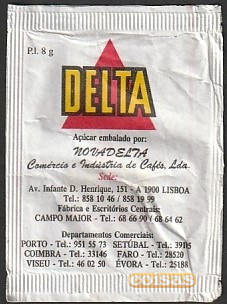 P.I. 8 g
DELTA
Açúcar embalado por:
NOVADELTA
Comércio e Indústria de Cafés, Lda.
Sede:
Av. Infante D. Henrique, 151 - A 1900 LISBOA
Tel.: 858 10 46 / 858 19 99
Fábrica e Escritórios Centrais:
CAMPO MAIOR - Tel.: 68 66 90 / 68 64 62
Departamentos Comerciais:
PORTO - Tel.: 951 55 73 SETÚBAL - Tel.: 39105
COIMBRA - Tel.: 33146 FARO - Tel.: 28520
VISEU - Tel.: 46 02 50 ÉVORA - Tel.: 25188
coisas